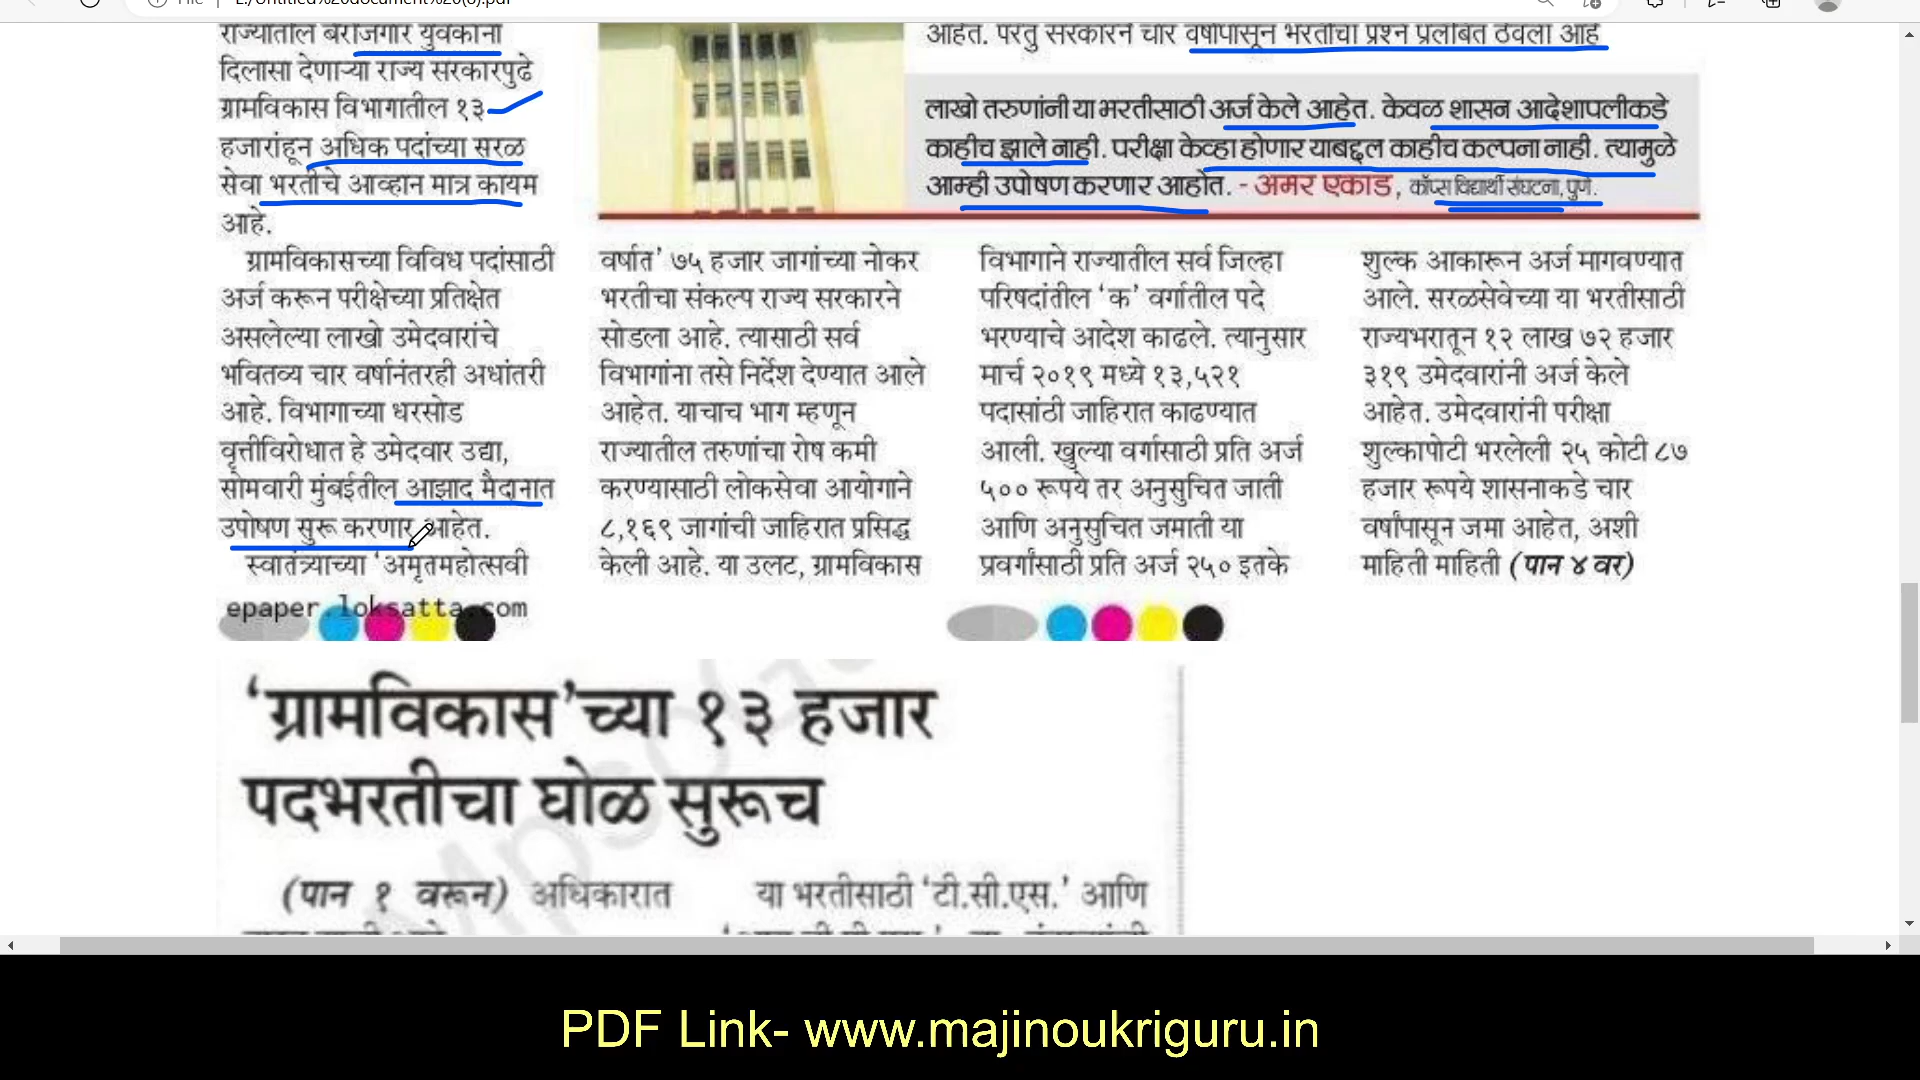 File
राज्यातील बेरोजगार युवकांना
दिलासा देणाऱ्या राज्य सरकारपुढे
ग्रामविकास विभागातील १३
हजारांहून अधिक पदांच्या सरळ
सेवा भरतीचे आव्हान मात्र कायम
आहे.
ग्रामविकासच्या विविध पदांसाठी
अर्ज करून परीक्षेच्या प्रतिक्षेत
असलेल्या लाखो उमेदवारांचे
भवितव्य चार वर्षानंतरही अधांतरी
आहे. विभागाच्या धरसोड
वृत्तीविरोधात हे उमेदवार उद्या,
सोमवारी मुंबईतील आझाद मैदानात
उपोषण सुरू करणार आहेत.
स्वातंत्र्याच्या ‘अमृतमहोत्सवी
आहेत. परंतु सरकारने चार वर्षांपासून भरतीचा प्रश्न प्रलंबित ठेवला आहे
लाखो तरुणांनी या भरतीसाठी अर्ज केले आहेत. केवळ शासन आदेशापलीकडे
काहीच झाले नाही. परीक्षा केव्हा होणार याबद्दल काहीच कल्पना नाही. त्यामुळे
आम्ही उपोषण करणार आहोत. - अमर एकाड, कॉप्स विद्यार्थी संघटना, पुणे.
वर्षात’ ७५ हजार जागांच्या नोकर
भरतीचा संकल्प राज्य सरकारने
सोडला आहे. त्यासाठी सर्व
विभागांना तसे निर्देश देण्यात आले
आहेत. याचाच भाग म्हणून
राज्यातील तरुणांचा रोष कमी
करण्यासाठी लोकसेवा आयोगाने
८,१६९ जागांची जाहिरात प्रसिद्ध
केली आहे. या उलट, ग्रामविकास
विभागाने राज्यातील सर्व जिल्हा
परिषदांतील ‘क’ वर्गातील पदे
भरण्याचे आदेश काढले. त्यानुसार
मार्च २०१९ मध्ये १३,५२१
पदासांठी जाहिरात काढण्यात
आली. खुल्या वर्गासाठी प्रति अर्ज
५०० रूपये तर अनुसुचित जाती
आणि अनुसुचित जमाती या
प्रवर्गांसाठी प्रति अर्ज २५० इतके
शुल्क आकारून अर्ज मागवण्यात
आले. सरळसेवेच्या या भरतीसाठी
राज्यभरातून १२ लाख ७२ हजार
३१९ उमेदवारांनी अर्ज केले
आहेत. उमेदवारांनी परीक्षा
शुल्कापोटी भरलेली २५ कोटी ८७
हजार रूपये शासनाकडे चार
वर्षांपासून जमा आहेत, अशी
माहिती माहिती (पान ४ वर)
epaper.loksatta.com
‘ग्रामविकास’च्या १३ हजार
पदभरतीचा घोळ सुरूच
(पान १ वरून) अधिकारात
या भरतीसाठी ‘टी.सी.एस.’ आणि
PDF Link- www.majinoukriguru.in